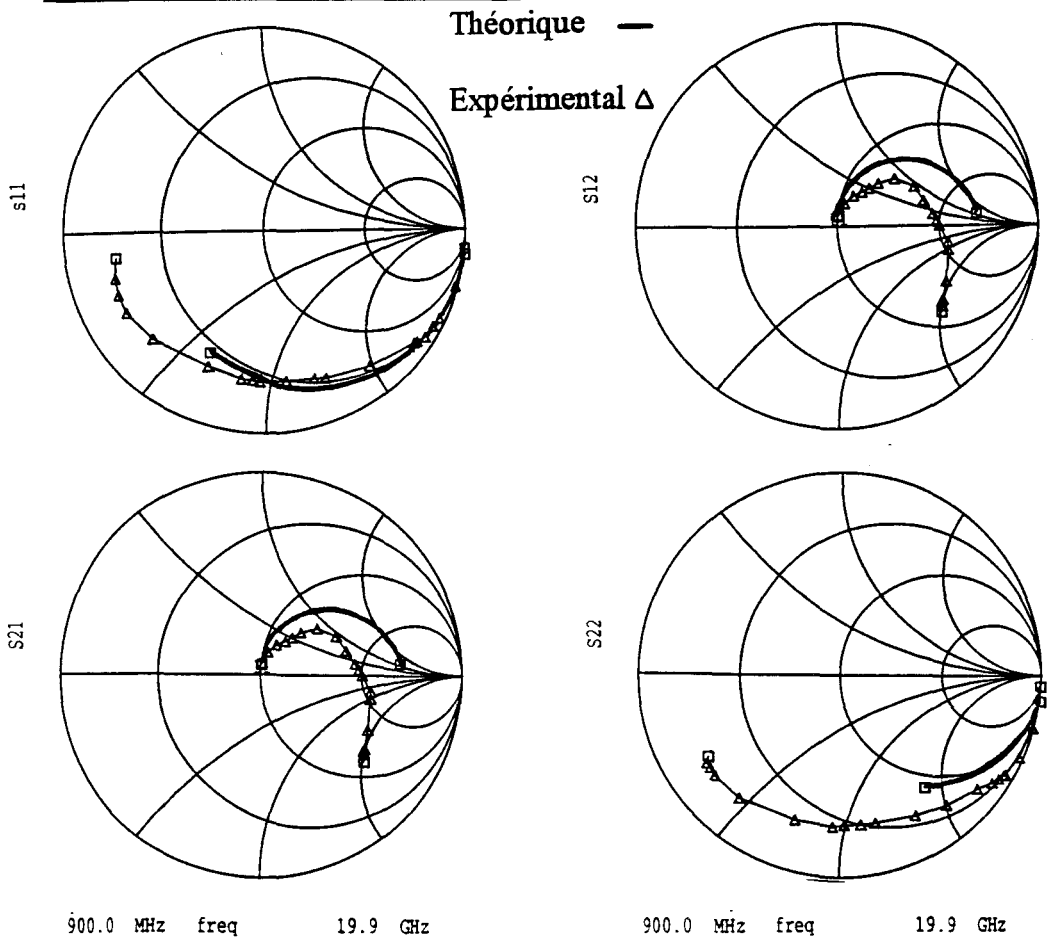 Théorique
Expérimental Δ
s11
S12
S21
S22
900.0 MHz freq 19.9 GHz
900.0 MHz freq 19.9 GHz